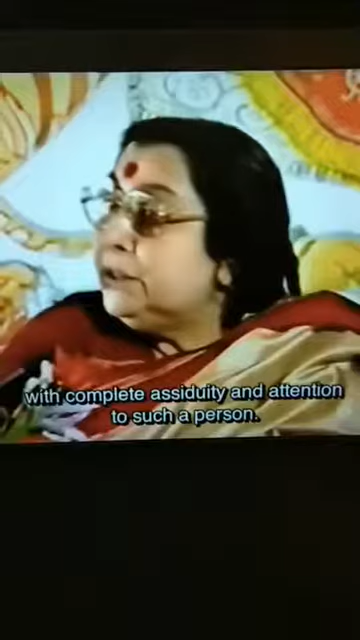 with complete assiduity and attention
to such a person.